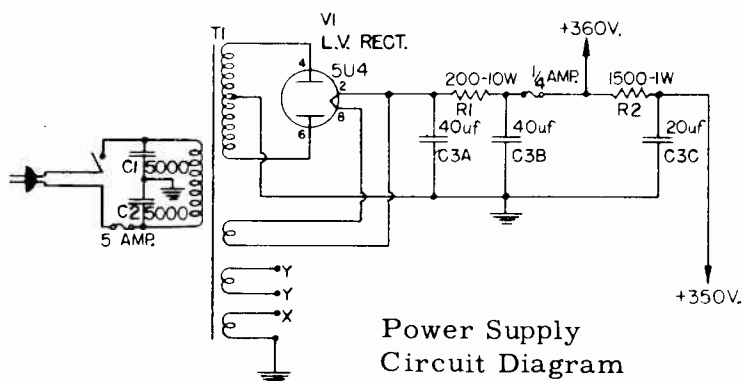 T1
V1
L.V. RECT.
5U4
4
2
8
6
+360V.
200-10W
R1
1/4 AMP.
1500-1W
R2
40uf
C3A
40uf
C3B
20uf
C3C
C1
5000
C2
5000
5 AMP.
Y
Y
X
+350V.
Power Supply
Circuit Diagram